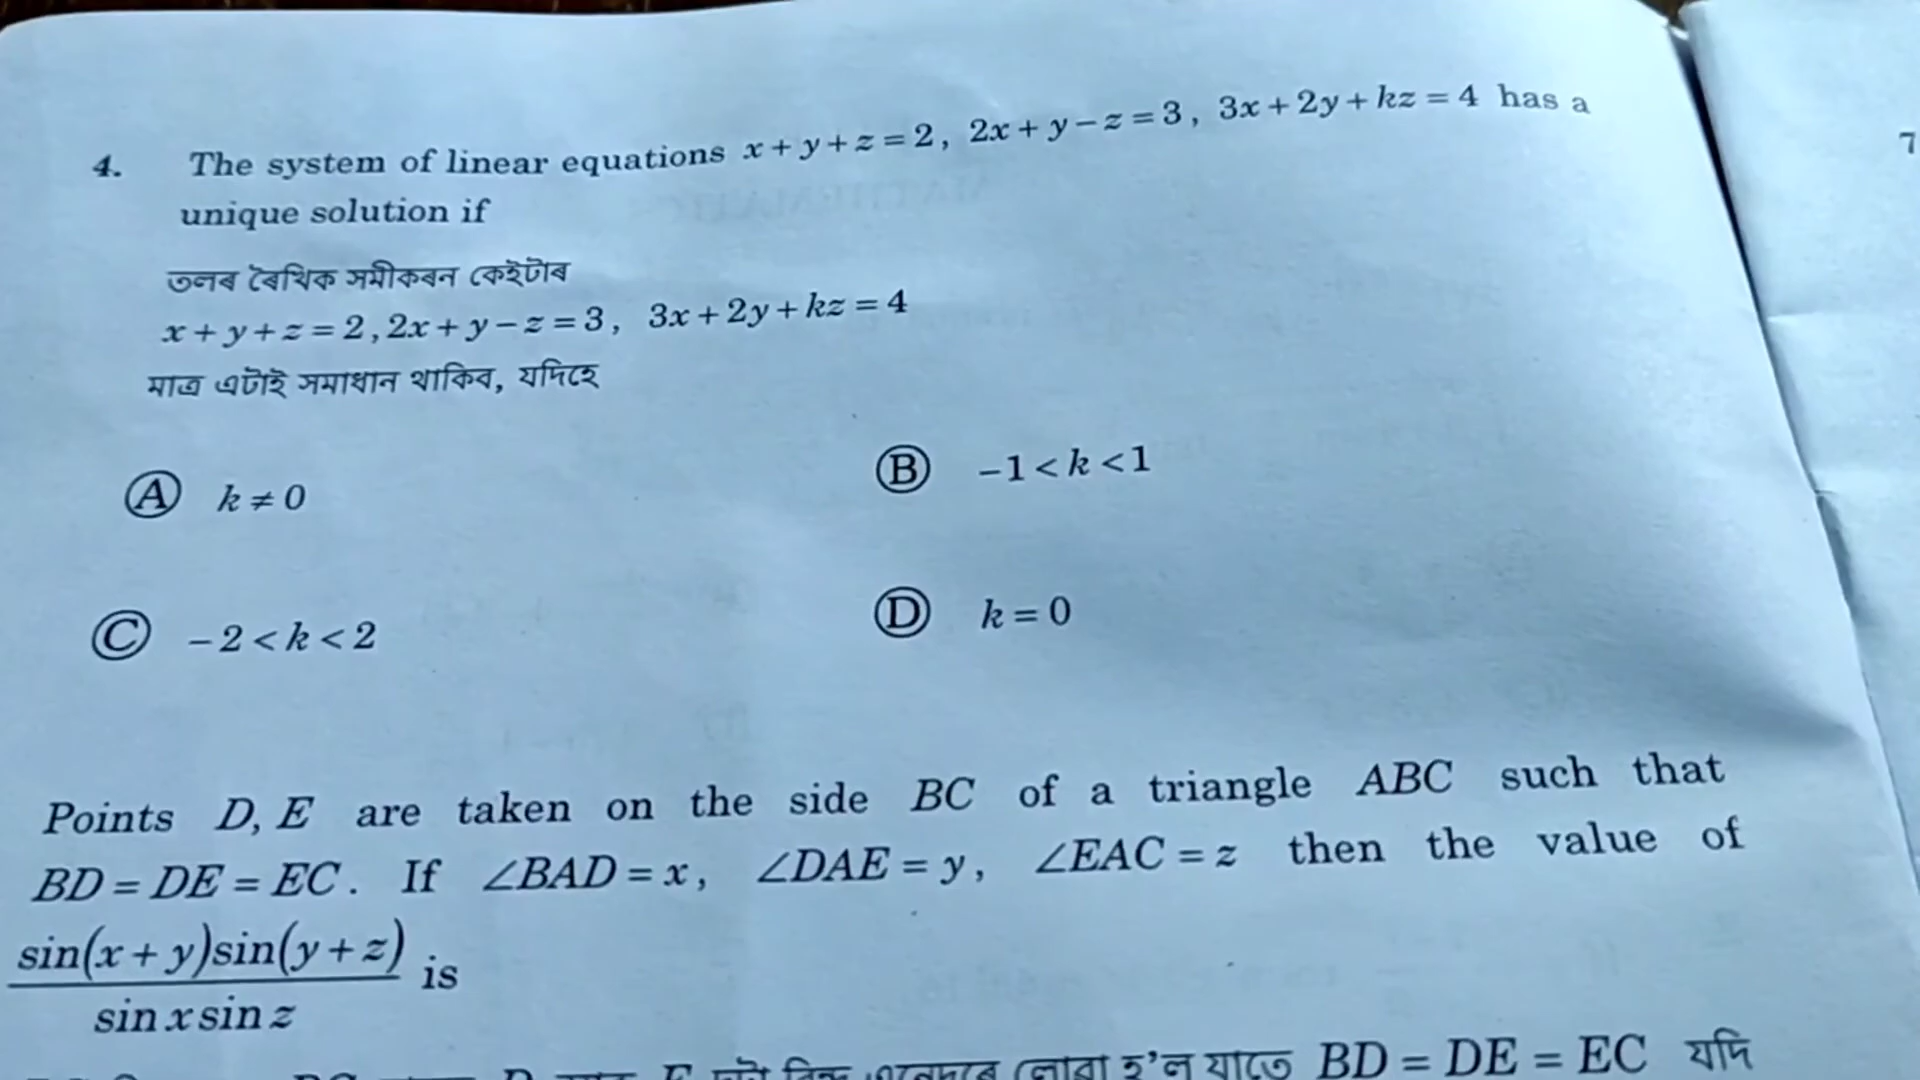 4. The system of linear equations x + y + z = 2, 2x + y − z = 3, 3x + 2y + kz = 4 has a
unique solution if
তলৰ ৰৈখিক সমীকৰন কেইটাৰ
x + y + z = 2, 2x + y − z = 3, 3x + 2y + kz = 4
মাত্ৰ এটাই সমাধান থাকিব, যদিহে
Ⓐ k ≠ 0
Ⓑ −1 < k < 1
Ⓒ −2 < k < 2
Ⓓ k = 0
Points D, E are taken on the side BC of a triangle ABC such that
BD = DE = EC. If ∠BAD = x, ∠DAE = y, ∠EAC = z then the value of
sin(x + y)sin(y + z)
is
sin x sin z
BD = DE = EC যদি
7